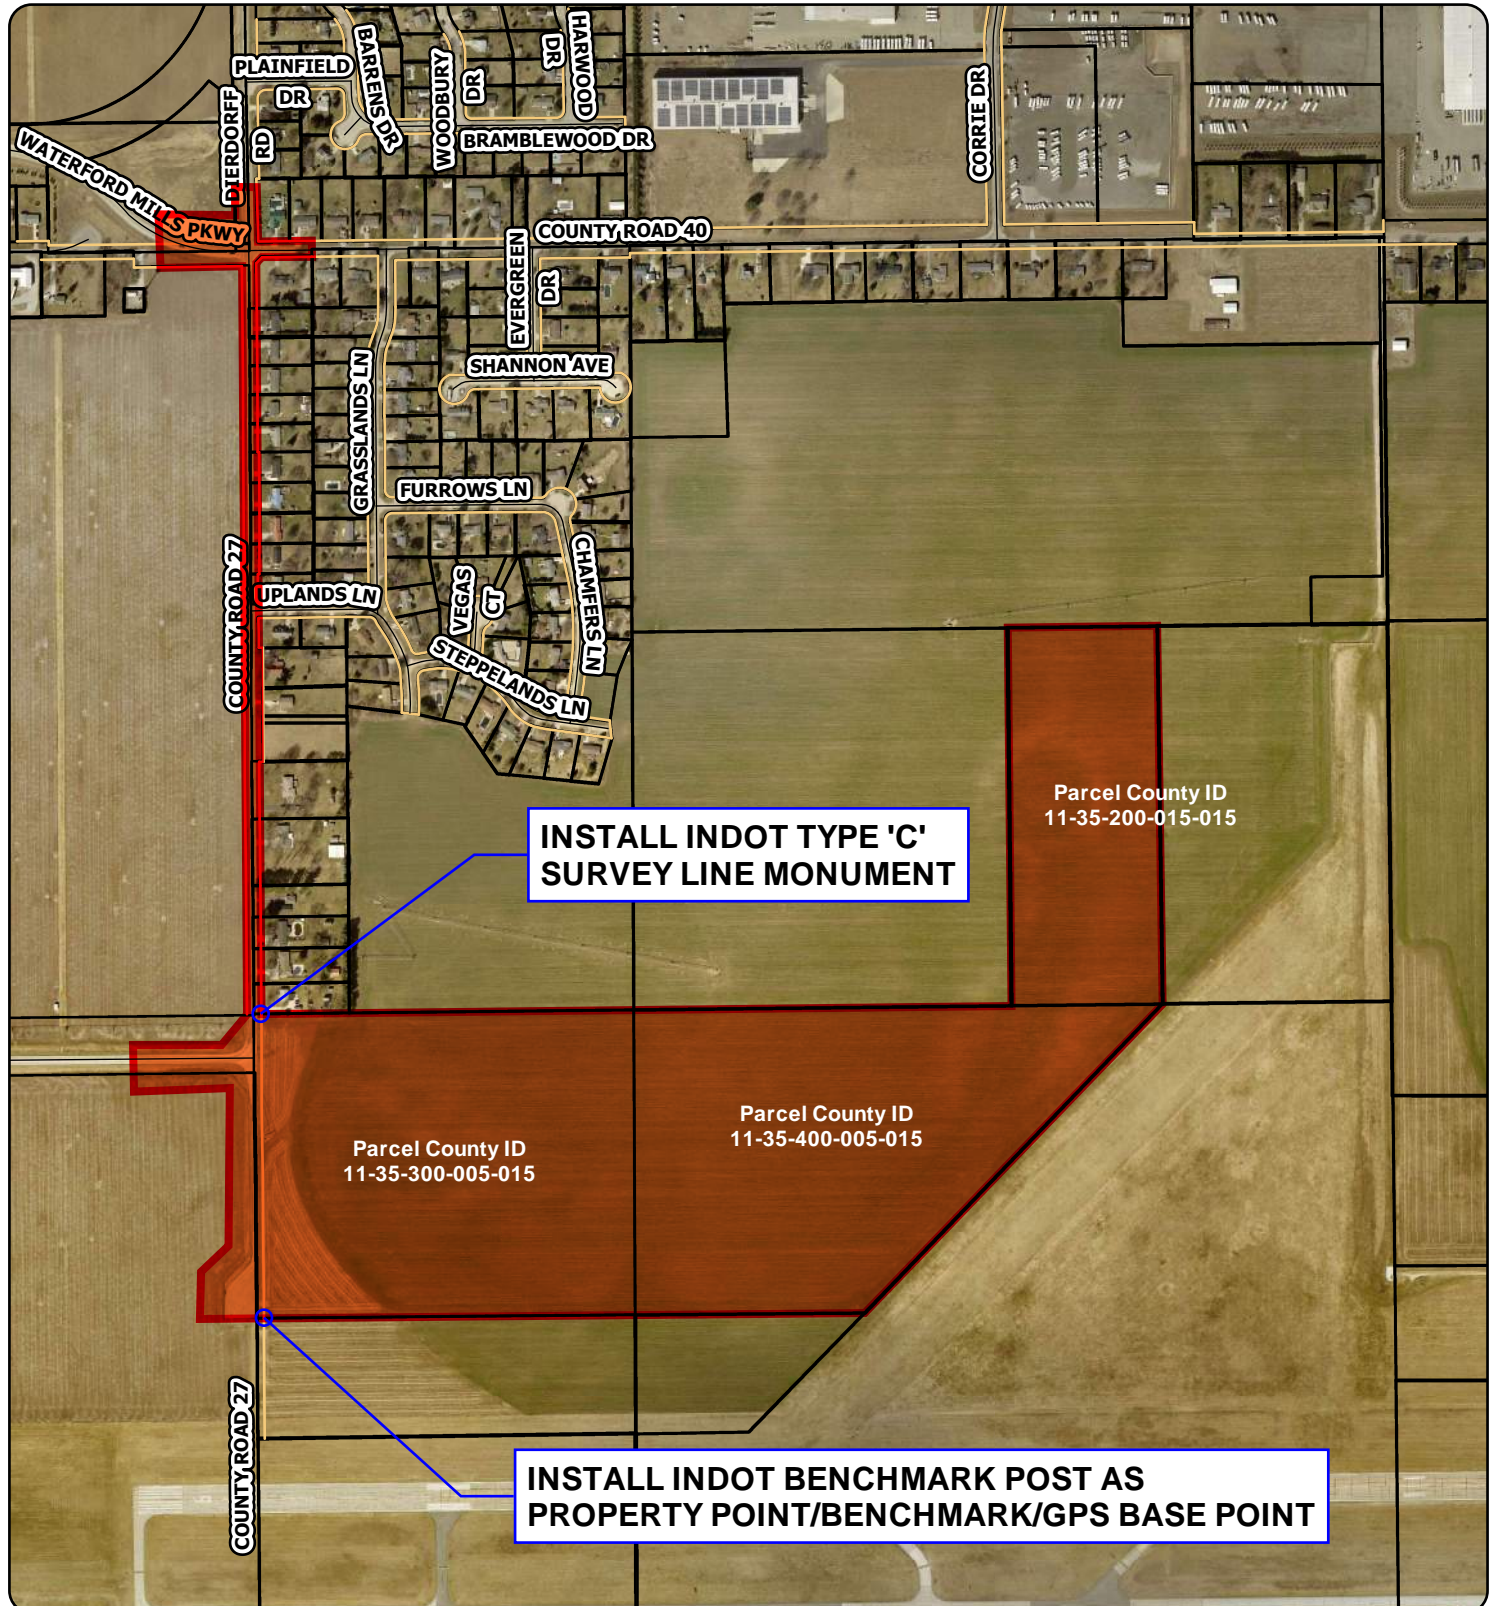 BARRENS DR
WOODBURY
DR
DR
HARWOOD
PLAINFIELD
DR
DIERDORFF
RD
BRAMBLEWOOD DR
CORRIE DR
WATERFORD MILLS PKWY
COUNTY ROAD 40
EVERGREEN
DR
SHANNON AVE
GRASSLANDS LN
FURROWS LN
COUNTY ROAD 27
UPLANDS LN
VEGAS
CT
CHAMFERS LN
STEPPELANDS LN
Parcel County ID
11-35-200-015-015
INSTALL INDOT TYPE 'C'
SURVEY LINE MONUMENT
Parcel County ID
11-35-400-005-015
Parcel County ID
11-35-300-005-015
COUNTY ROAD 27
INSTALL INDOT BENCHMARK POST AS
PROPERTY POINT/BENCHMARK/GPS BASE POINT